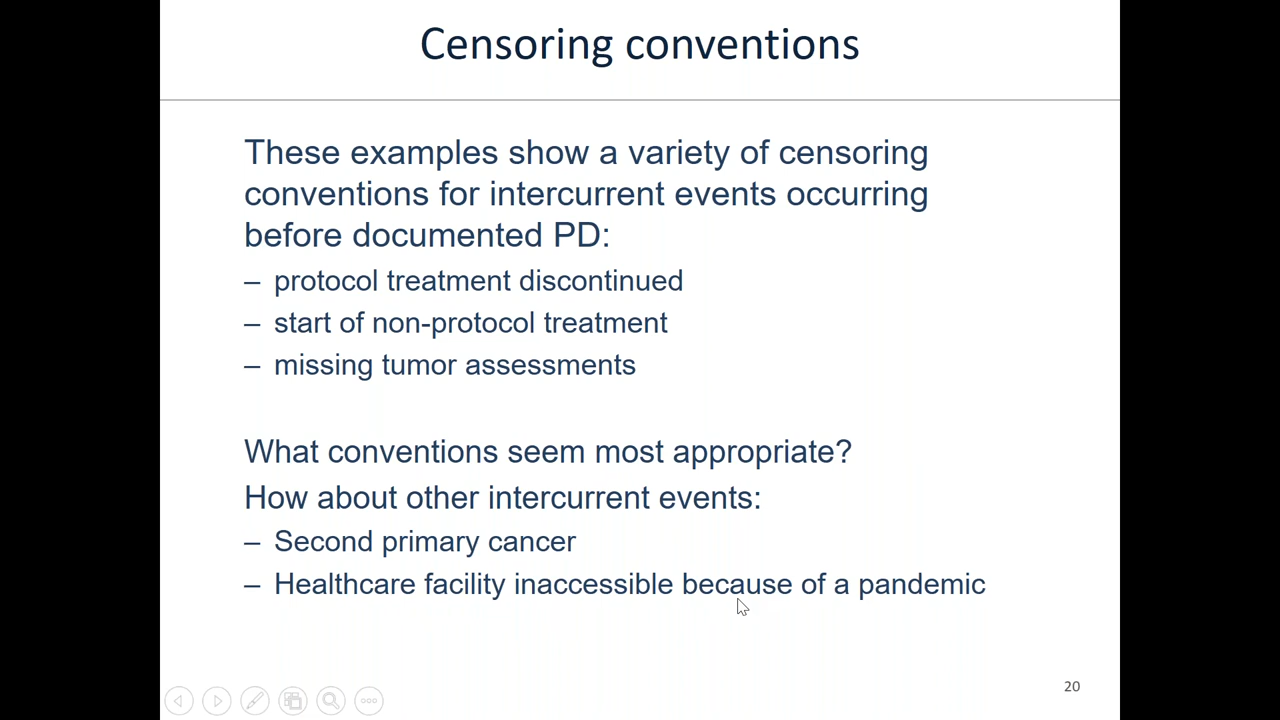 Censoring conventions
These examples show a variety of censoring
conventions for intercurrent events occurring
before documented PD:
– protocol treatment discontinued
– start of non-protocol treatment
– missing tumor assessments
What conventions seem most appropriate?
How about other intercurrent events:
– Second primary cancer
– Healthcare facility inaccessible because of a pandemic
20